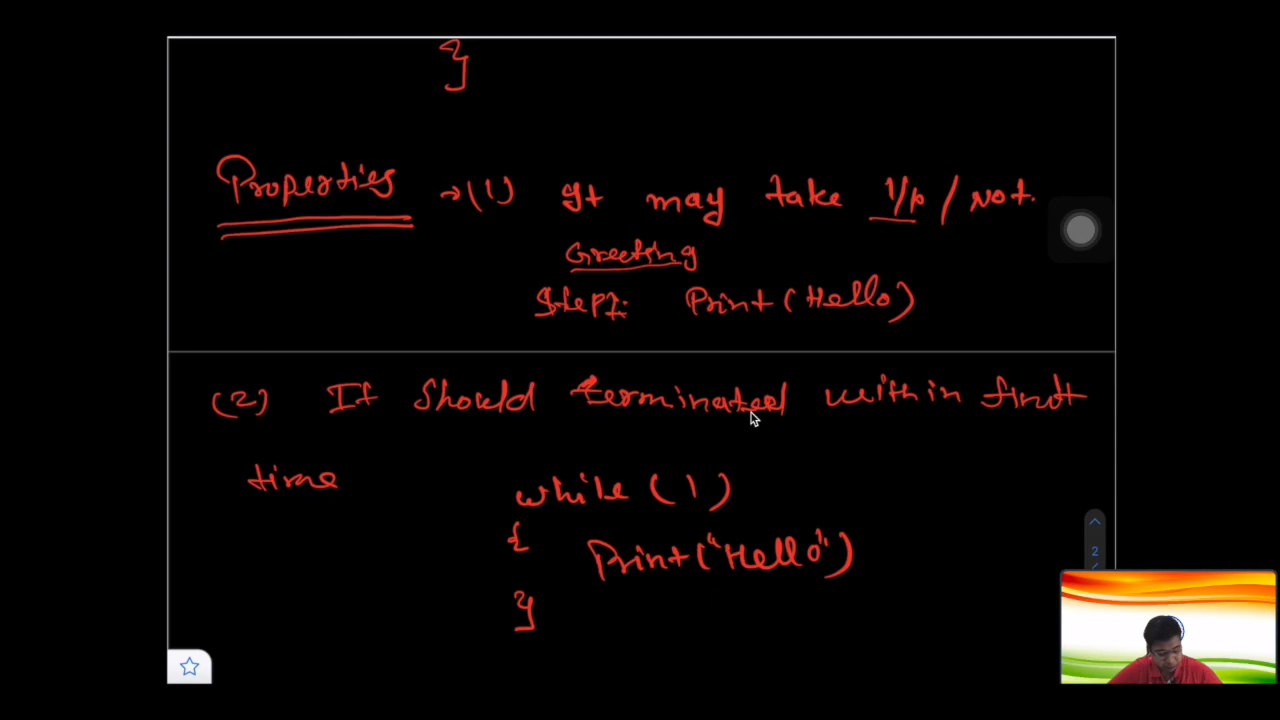 }
Properties → (1) It may take I/p / Not.
Greeting
Step1: Print(Hello)
(2) It Should terminated within finit
time
while (1)
{ Print("Hello")
}
2